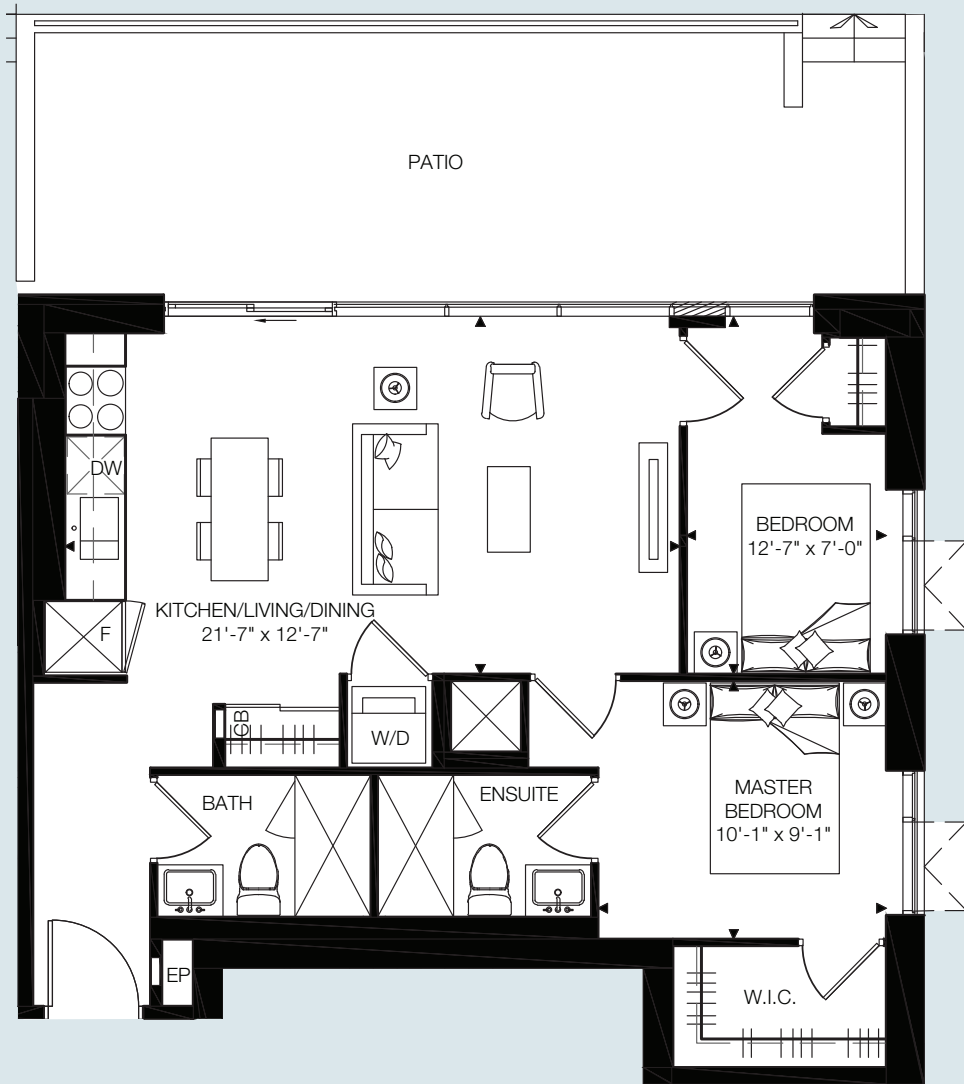 PATIO
DW
BEDROOM
12'-7" x 7'-0"
F
KITCHEN/LIVING/DINING
21'-7" x 12'-7"
CB
W/D
BATH
ENSUITE
MASTER
BEDROOM
10'-1" x 9'-1"
EP
W.I.C.